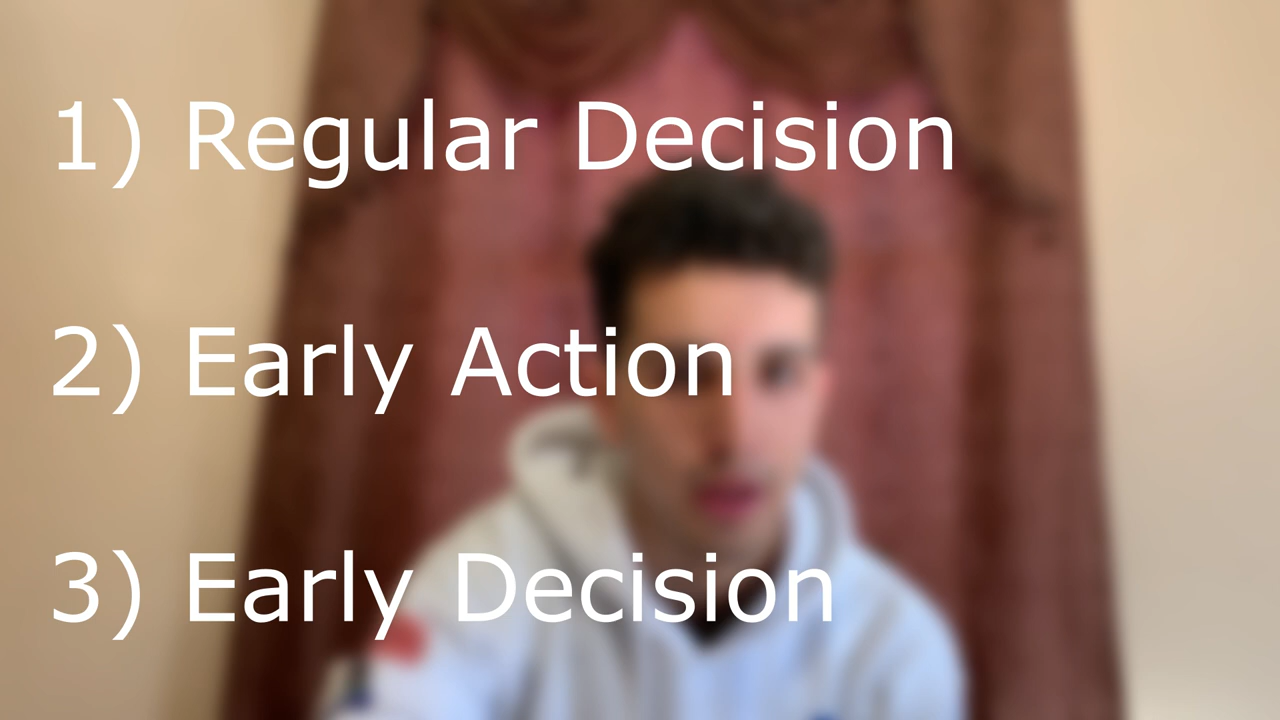 1) Regular Decision
2) Early Action
3) Early Decision